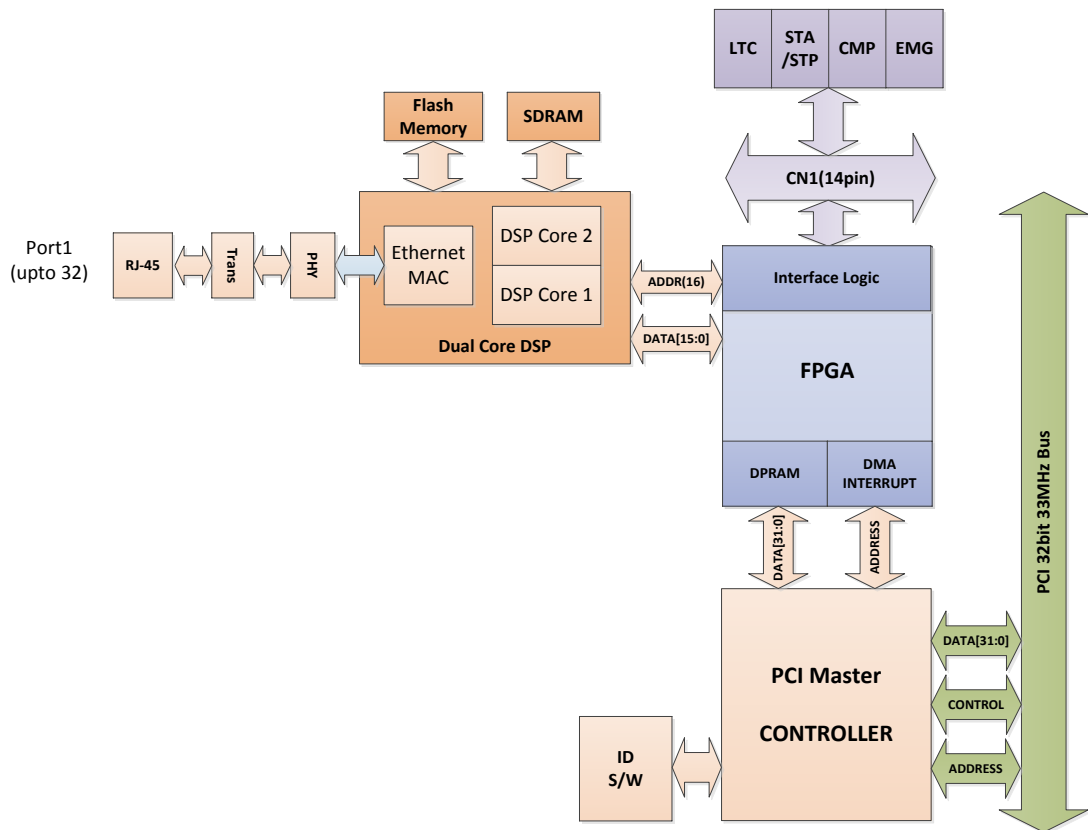 LTC
STA
/STP
CMP
EMG
Flash
Memory
SDRAM
CN1(14pin)
Port1
(upto 32)
RJ-45
Trans
PHY
Ethernet
MAC
DSP Core 2
DSP Core 1
Dual Core DSP
ADDR(16)
DATA[15:0]
Interface Logic
FPGA
DPRAM
DMA
INTERRUPT
DATA[31:0]
ADDRESS
PCI 32bit 33MHz Bus
PCI Master
CONTROLLER
DATA[31:0]
CONTROL
ADDRESS
ID
S/W